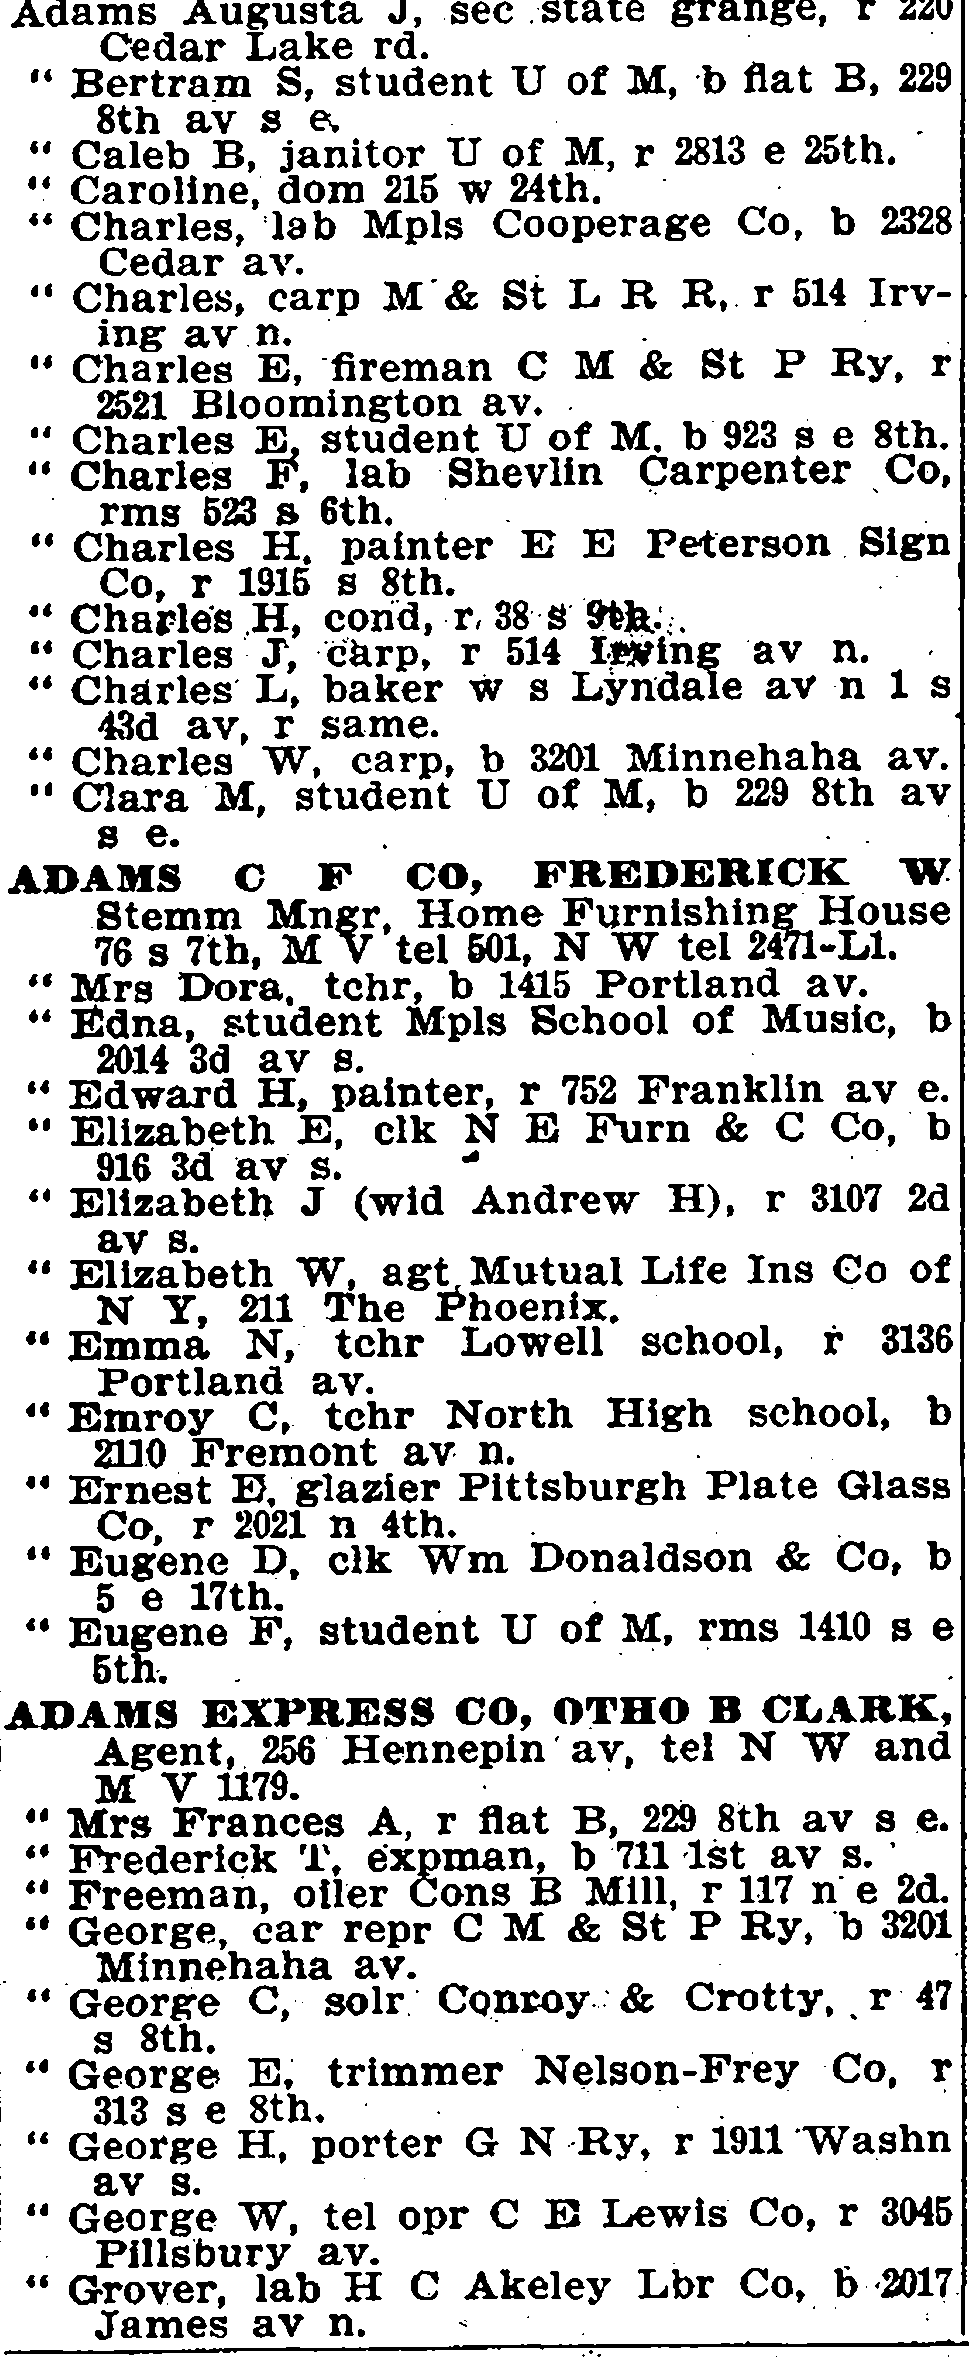 Adams Augusta J, sec state grange, r 220
Cedar Lake rd.
" Bertram S, student U of M, b flat B, 229
8th av s e.
" Caleb B, janitor U of M, r 2813 e 25th.
" Caroline, dom 215 w 24th.
" Charles, lab Mpls Cooperage Co, b 2328
Cedar av.
" Charles, carp M & St L R R, r 514 Irv-
ing av n.
" Charles E, fireman C M & St P Ry, r
2521 Bloomington av.
" Charles E, student U of M, b 923 s e 8th.
" Charles F, lab Shevlin Carpenter Co,
rms 523 s 6th.
" Charles H, painter E E Peterson Sign
Co, r 1915 s 8th.
" Charles H, cond, r 38 s 9th.
" Charles J, carp, r 514 Irving av n.
" Charles L, baker w s Lyndale av n 1 s
43d av, r same.
" Charles W, carp, b 3201 Minnehaha av.
" Clara M, student U of M, b 229 8th av
s e.
ADAMS C F CO, FREDERICK W
Stemm Mngr, Home Furnishing House
76 s 7th, M V tel 501, N W tel 2471-L1.
" Mrs Dora, tchr, b 1415 Portland av.
" Edna, student Mpls School of Music, b
2014 3d av s.
" Edward H, painter, r 752 Franklin av e.
" Elizabeth E, clk N E Furn & C Co, b
916 3d av s.
" Elizabeth J (wid Andrew H), r 3107 2d
av s.
" Elizabeth W, agt Mutual Life Ins Co of
N Y, 211 The Phoenix.
" Emma N, tchr Lowell school, r 3136
Portland av.
" Emroy C, tchr North High school, b
2110 Fremont av n.
" Ernest E, glazier Pittsburgh Plate Glass
Co, r 2021 n 4th.
" Eugene D, clk Wm Donaldson & Co, b
5 e 17th.
" Eugene F, student U of M, rms 1410 s e
5th.
ADAMS EXPRESS CO, OTHO B CLARK,
Agent, 256 Hennepin av, tel N W and
M V 1179.
" Mrs Frances A, r flat B, 229 8th av s e.
" Frederick T, expman, b 711 1st av s.
" Freeman, oiler Cons B Mill, r 117 n e 2d.
" George, car repr C M & St P Ry, b 3201
Minnehaha av.
" George C, solr Conroy & Crotty, r 47
s 8th.
" George E, trimmer Nelson-Frey Co, r
313 s e 8th.
" George H, porter G N Ry, r 1911 Washn
av s.
" George W, tel opr C E Lewis Co, r 3045
Pillsbury av.
" Grover, lab H C Akeley Lbr Co, b 2017
James av n.